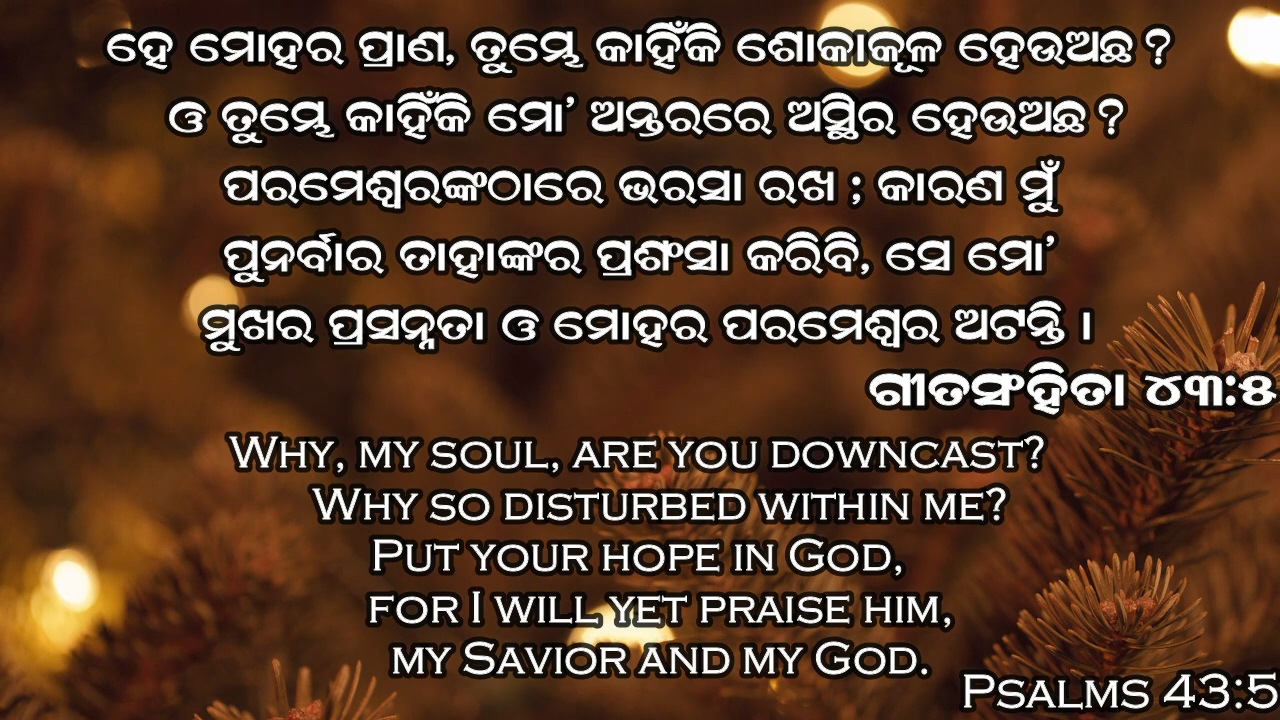 ହେ ମୋହର ପ୍ରାଣ, ତୁମ୍ଭେ କାହିଁକି ଶୋକାକୂଳ ହେଉଅଛ ?
ଓ ତୁମ୍ଭେ କାହିଁକି ମୋ’ ଅନ୍ତରରେ ଅସ୍ଥିର ହେଉଅଛ ?
ପରମେଶ୍ୱରଙ୍କଠାରେ ଭରସା ରଖ ; କାରଣ ମୁଁ
ପୁନର୍ବାର ତାହାଙ୍କର ପ୍ରଶଂସା କରିବି, ସେ ମୋ’
ମୁଖର ପ୍ରସନ୍ନତା ଓ ମୋହର ପରମେଶ୍ୱର ଅଟନ୍ତି ।
ଗୀତସଂହିତା ୪୩:୫
Why, my soul, are you downcast?
Why so disturbed within me?
Put your hope in God,
for I will yet praise him,
my Savior and my God.
Psalms 43:5